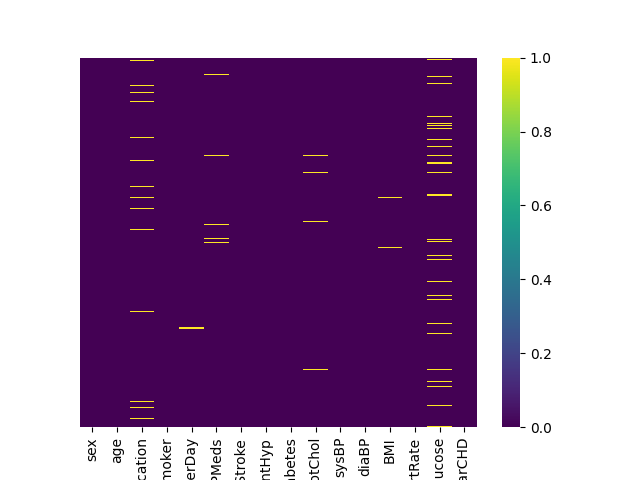 1.0
0.8
0.6
0.4
0.2
0.0
sex
age
cation
moker
erDay
PMeds
Stroke
ntHyp
abetes
otChol
sysBP
diaBP
BMI
rtRate
ucose
arCHD